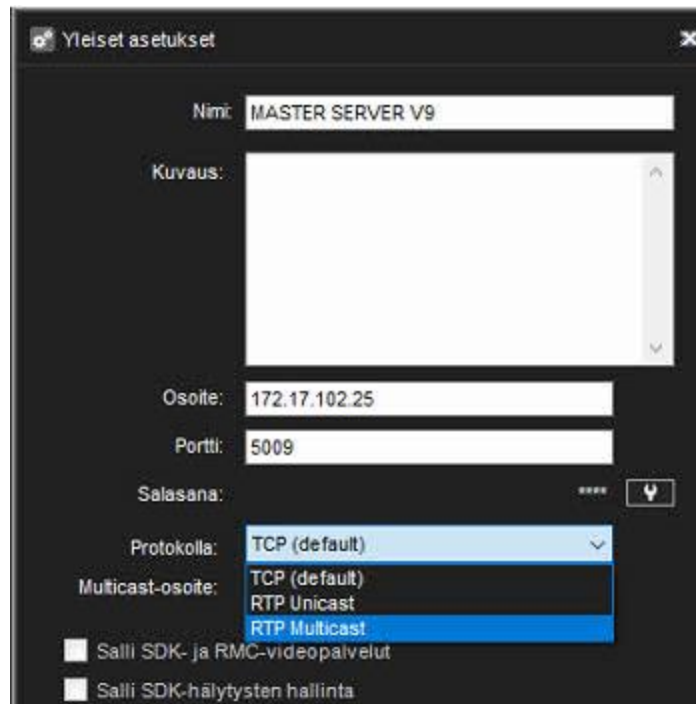 Yleiset asetukset
Nimi: MASTER SERVER V9
Kuvaus:
Osoite: 172.17.102.25
Portti: 5009
Salasana: ****
Protokolla: TCP (default)
TCP (default)
Multicast-osoite:
RTP Unicast
RTP Multicast
Salli SDK- ja RMC-videopalvelut
Salli SDK-hälytysten hallinta